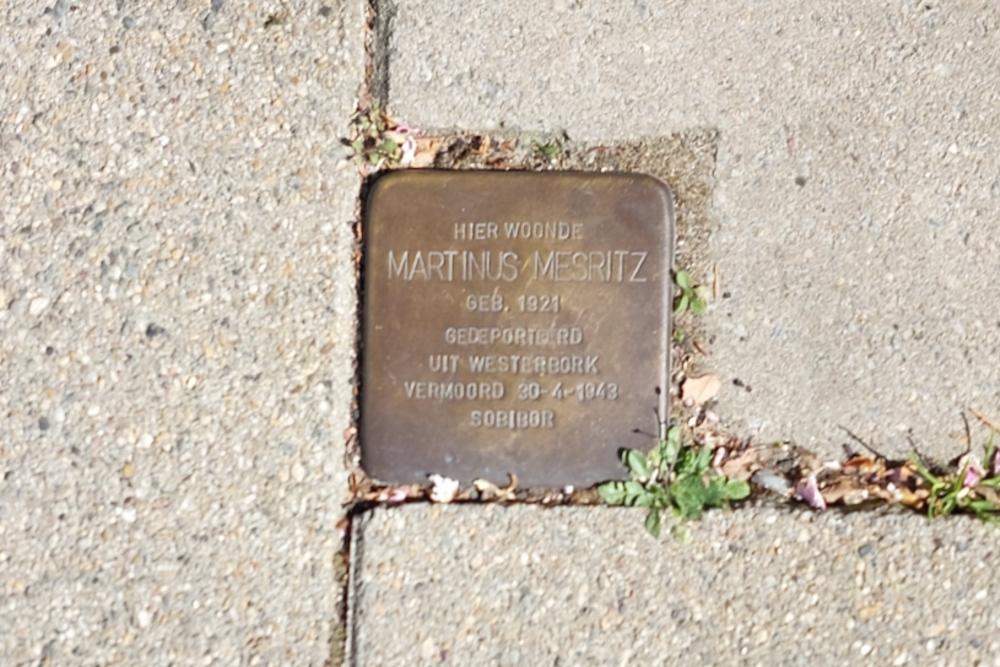 HIER WOONDE
MARTINUS MESRITZ
GEB. 1921
GEDEPORTEERD
UIT WESTERBORK
VERMOORD 30-4-1943
SOBIBOR